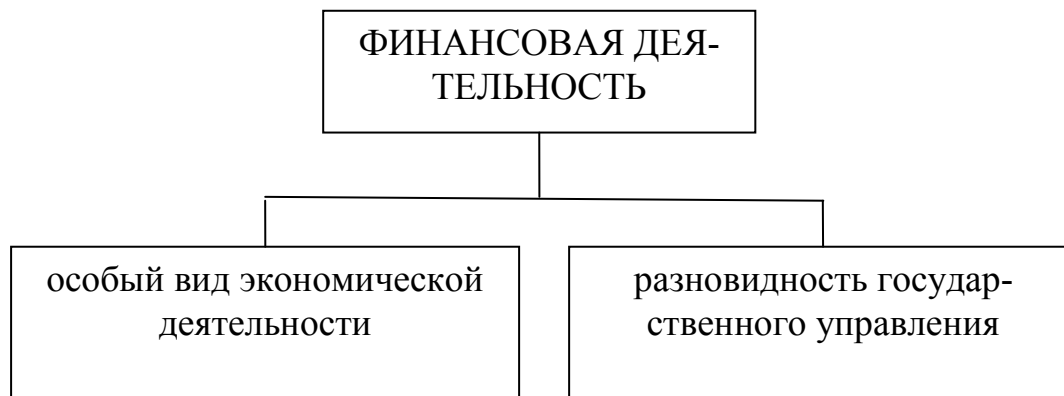 ФИНАНСОВАЯ ДЕЯ-
ТЕЛЬНОСТЬ
особый вид экономической
деятельности
разновидность государ-
ственного управления